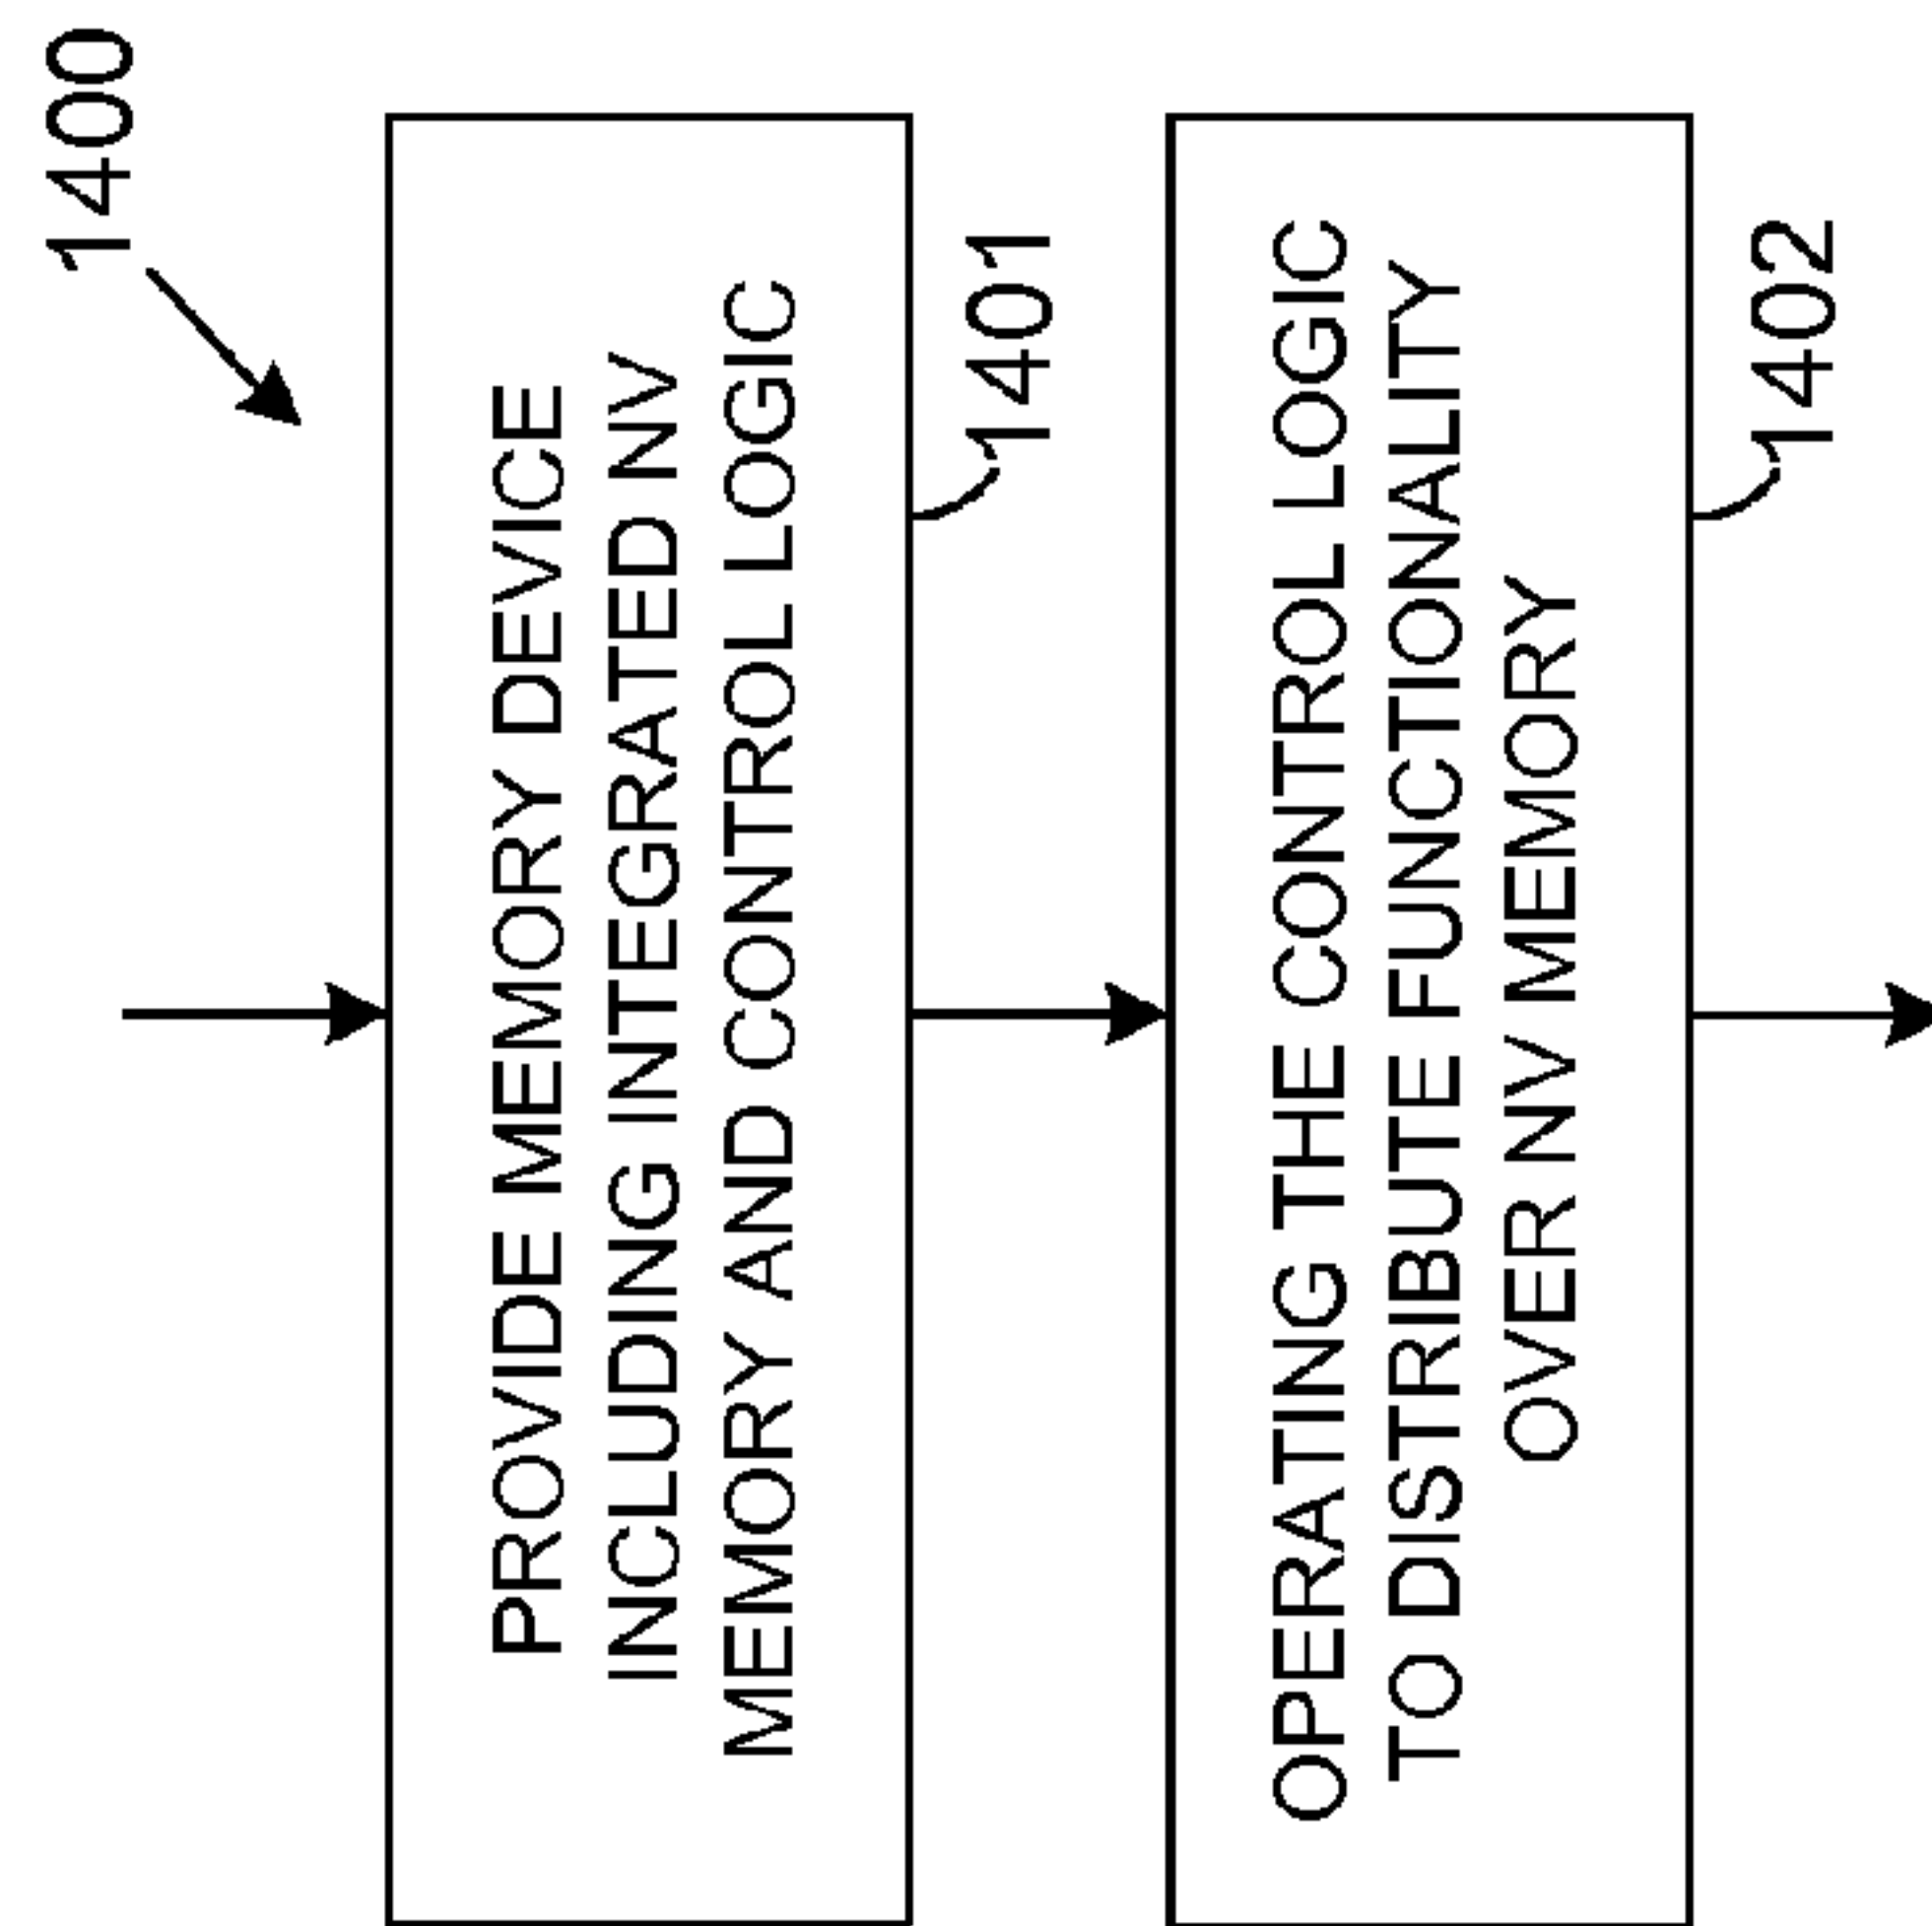 1400
PROVIDE MEMORY DEVICE
INCLUDING INTEGRATED NV
MEMORY AND CONTROL LOGIC
1401
OPERATING THE CONTROL LOGIC
TO DISTRIBUTE FUNCTIONALITY
OVER NV MEMORY
1402